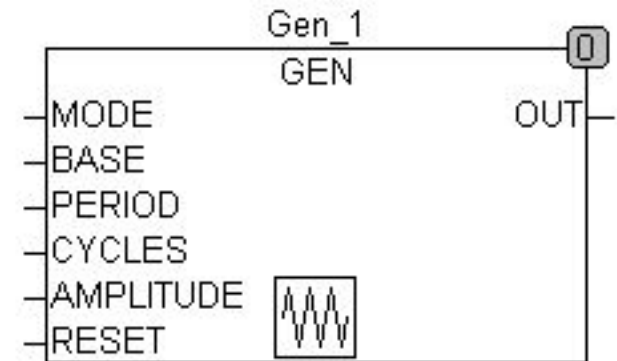 Gen_1
0
GEN
MODE OUT
BASE
PERIOD
CYCLES
AMPLITUDE
RESET